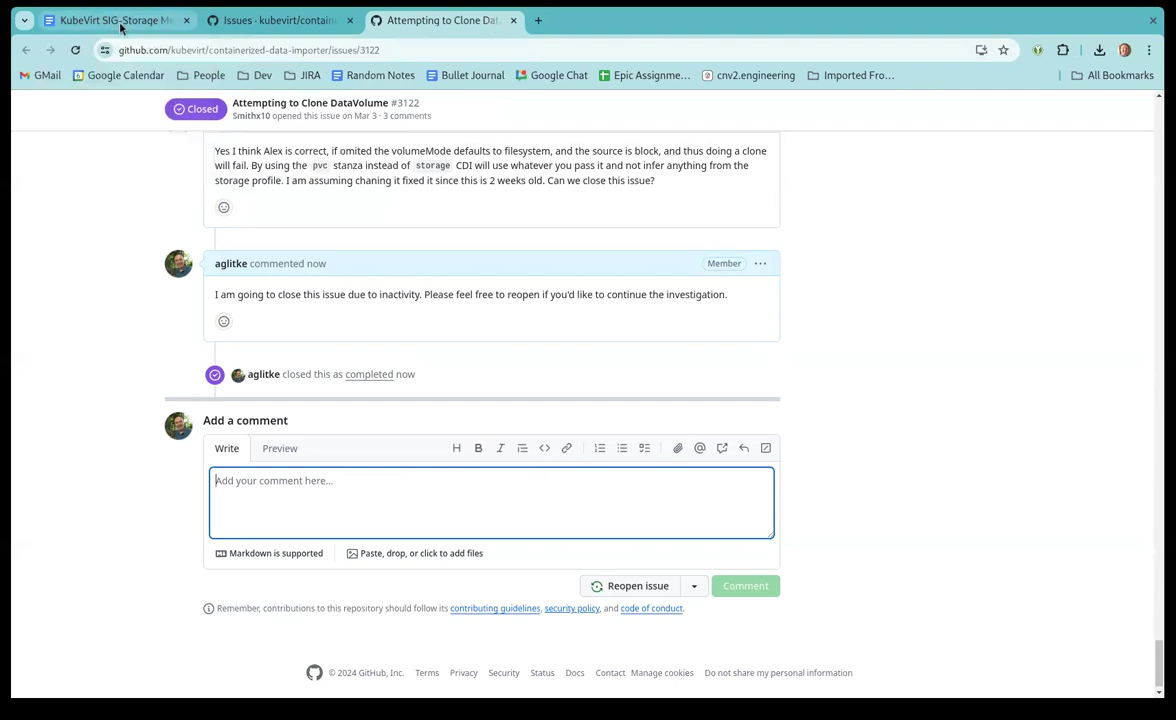 KubeVirt SIG-Storage Me
Issues · kubevirt/contain
Attempting to Clone Dat
github.com/kubevirt/containerized-data-importer/issues/3122
GMail
Google Calendar
People
Dev
JIRA
Random Notes
Bullet Journal
Google Chat
Epic Assignme...
cnv2.engineering
Imported Fro...
All Bookmarks
Closed
Attempting to Clone DataVolume #3122
Smithx10 opened this issue on Mar 3 · 3 comments
Yes I think Alex is correct, if omitted the volumeMode defaults to filesystem, and the source is block, and thus doing a clone
will fail. By using the pvc stanza instead of storage CDI will use whatever you pass it and not infer anything from the
storage profile. I am assuming chaning it fixed it since this is 2 weeks old. Can we close this issue?
aglitke commented now
Member
I am going to close this issue due to inactivity. Please feel free to reopen if you'd like to continue the investigation.
aglitke closed this as completed now
Add a comment
Write
Preview
Add your comment here...
Markdown is supported
Paste, drop, or click to add files
Reopen issue
Comment
Remember, contributions to this repository should follow its contributing guidelines, security policy, and code of conduct.
© 2024 GitHub, Inc.
Terms
Privacy
Security
Status
Docs
Contact
Manage cookies
Do not share my personal information